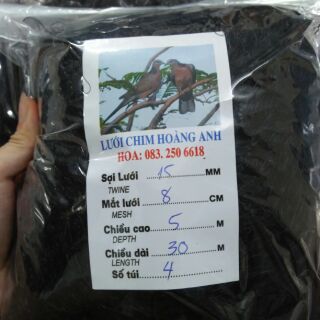 LƯỚI CHIM HOÀNG ANH
HOA: 083. 250 6618
Sợi Lưới 15 MM
TWINE
Mắt lưới 8 CM
MESH
Chiều cao 5 M
DEPTH
Chiều dài 30 M
LENGTH
Số túi: 4